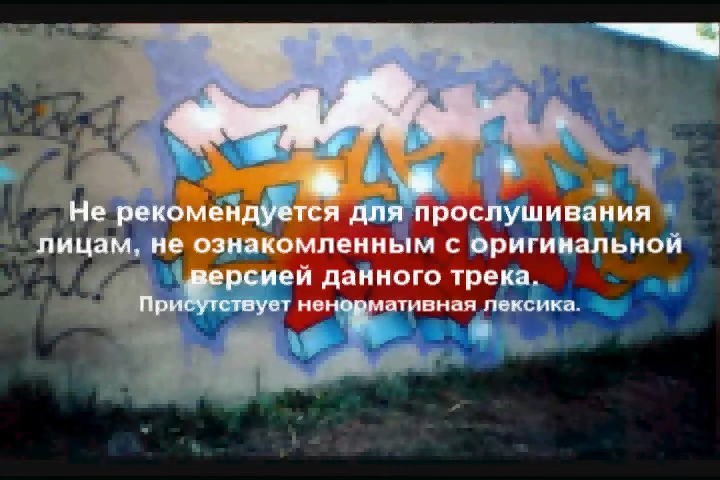 Не рекомендуется для прослушивания
лицам, не ознакомленным с оригинальной
версией данного трека.
Присутствует ненормативная лексика.